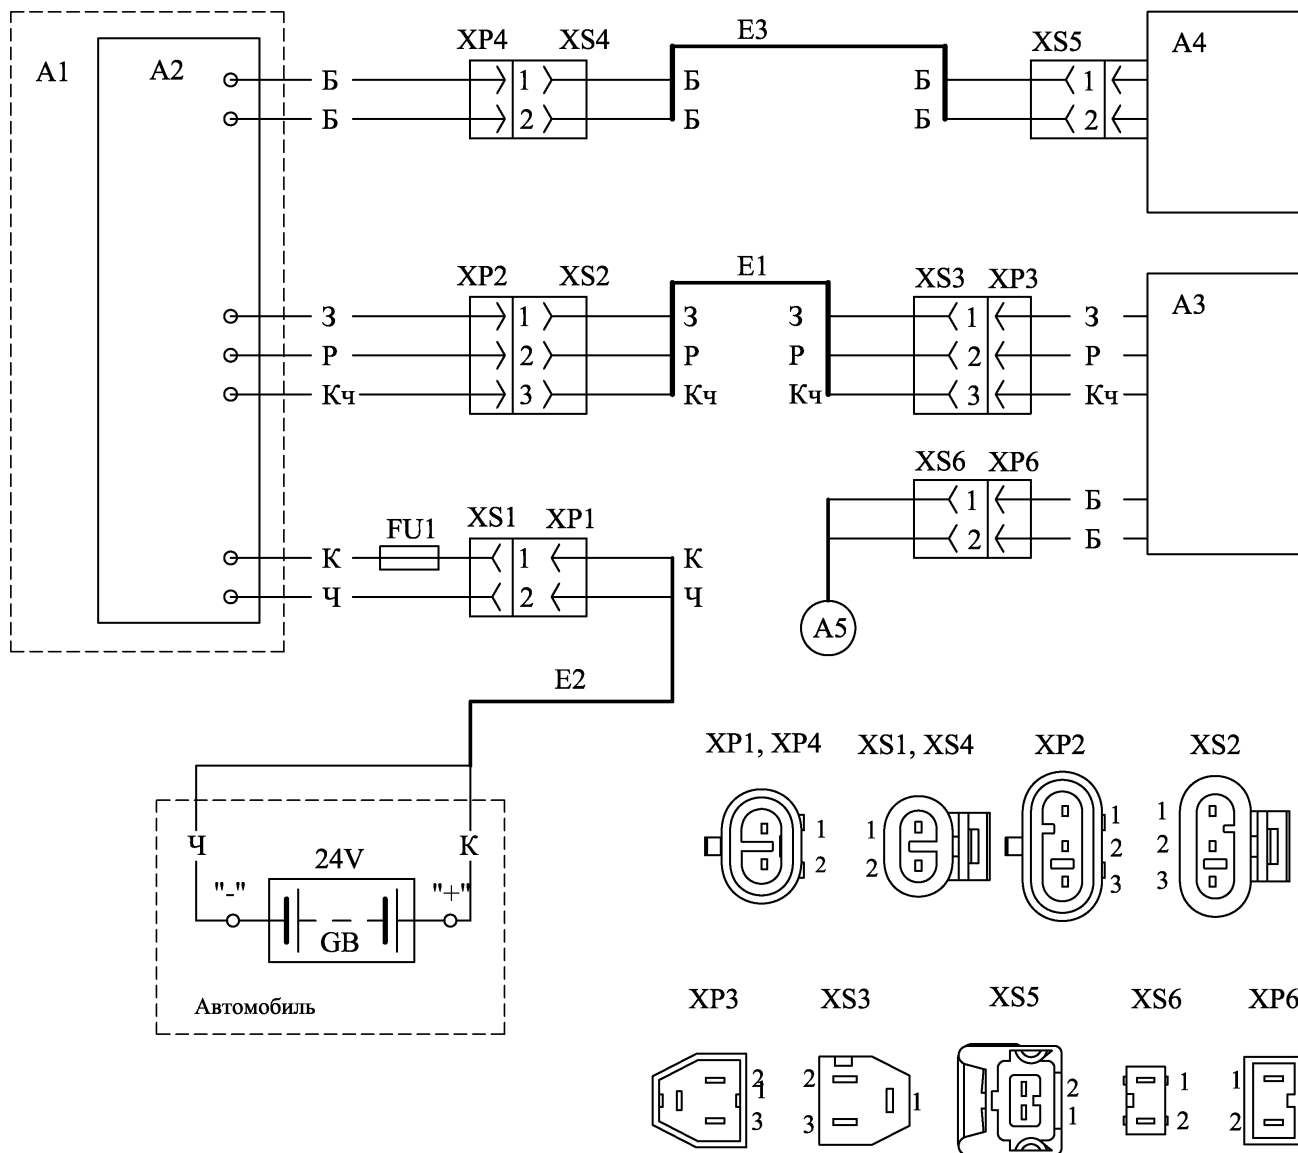 XP4 XS4 E3 XS5 A4
A1 A2
Б 1 Б Б 1
Б 2 Б Б 2
XP2 XS2 E1 XS3 XP3 A3
З 1 З З 1 З
Р 2 Р Р 2 Р
Кч 3 Кч Кч 3 Кч
XS6 XP6
1 Б
2 Б
FU1 XS1 XP1
К 1 К
Ч 2 Ч
A5
E2
XP1, XP4 XS1, XS4 XP2 XS2
1 1 1 1
2 2 2 2
3 3
Ч 24V К
"-" "+"
GB
Автомобиль
XP3 XS3 XS5 XS6 XP6
2 2 2 1 1
1 1 1
3 3 2 2